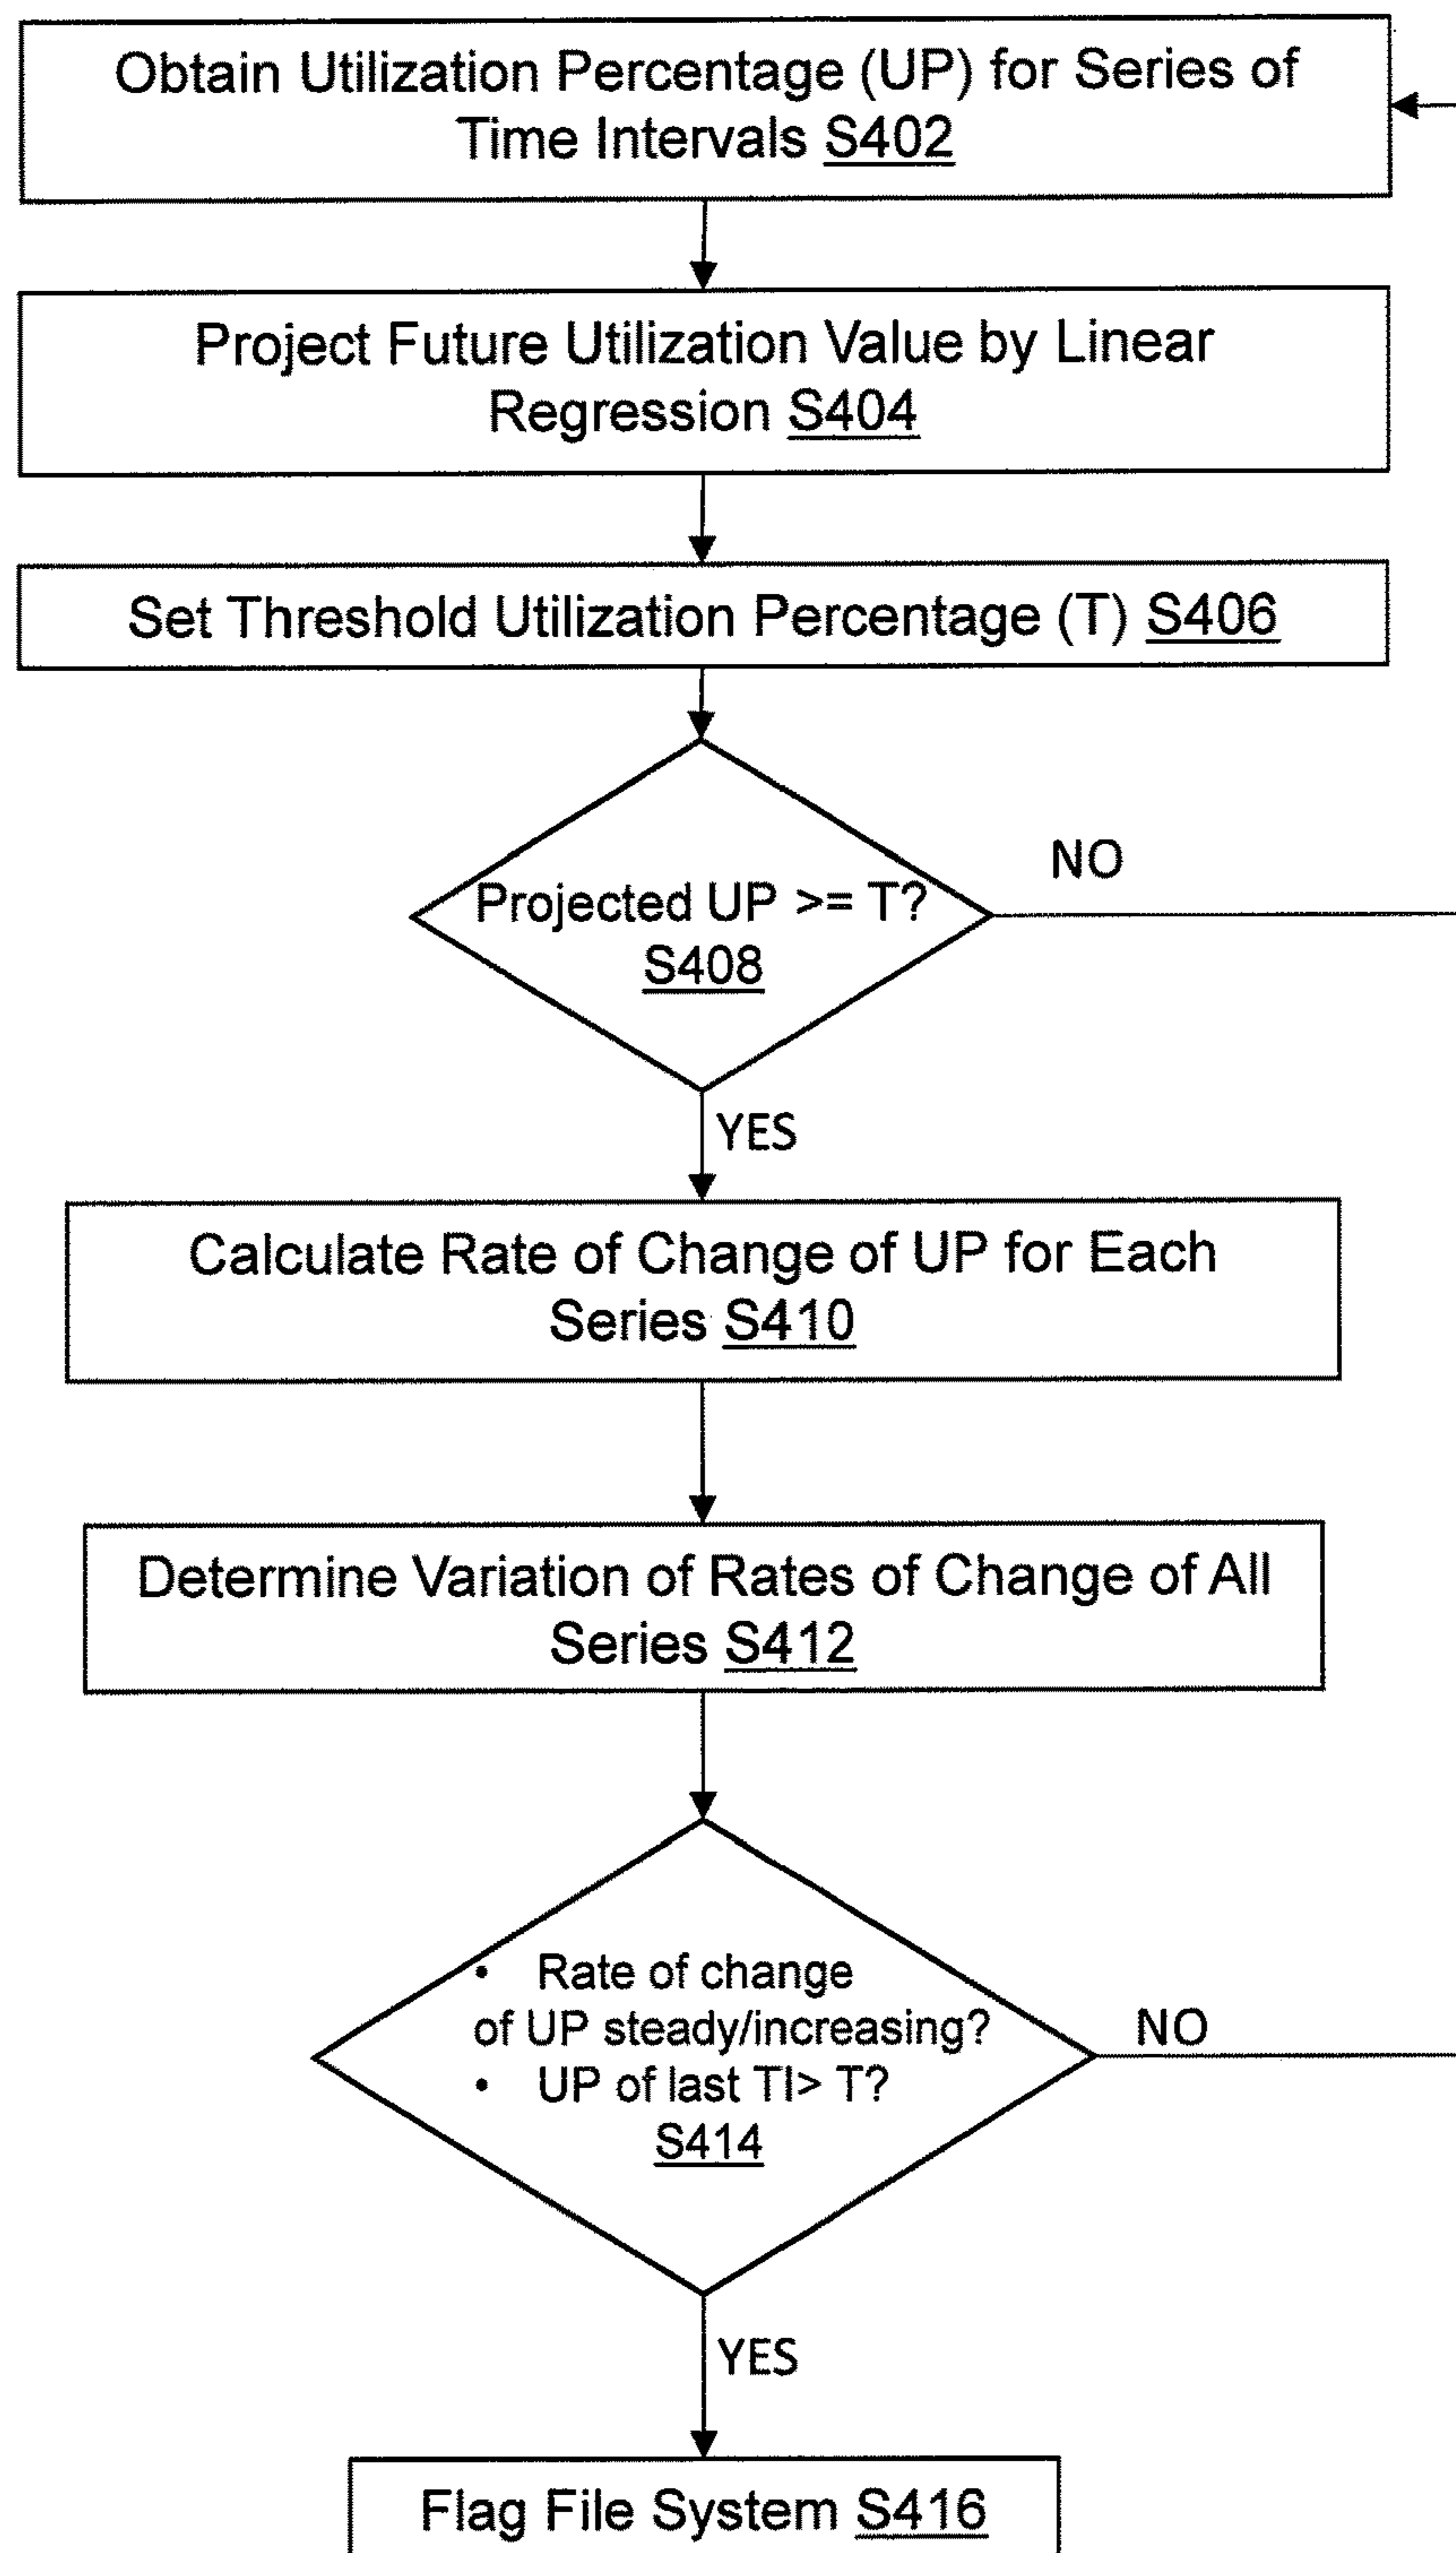 Obtain Utilization Percentage (UP) for Series of
Time Intervals S402
Project Future Utilization Value by Linear
Regression S404
Set Threshold Utilization Percentage (T) S406
NO
Projected UP >= T?
S408
YES
Calculate Rate of Change of UP for Each
Series S410
Determine Variation of Rates of Change of All
Series S412
• Rate of change
of UP steady/increasing?
NO
• UP of last TI> T?
S414
YES
Flag File System S416